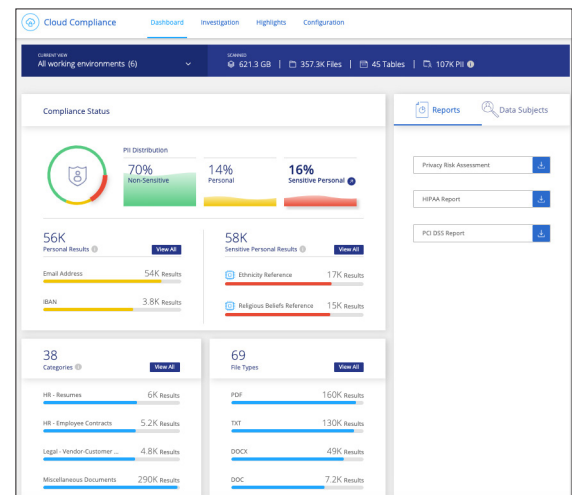 Cloud Compliance Dashboard Investigation Highlights Configuration
CURRENT VIEW
All working environments (6)
SCANNED
621.3 GB | 357.3K Files | 45 Tables | 107K PII
Compliance Status
PII Distribution
70%
Non-Sensitive
14%
Personal
16%
Sensitive Personal
56K
Personal Results
View All
Email Address 54K Results
IBAN 3.8K Results
58K
Sensitive Personal Results
View All
Ethnicity Reference 17K Results
Religious Beliefs Reference 15K Results
38
Categories
View All
HR - Resumes 6K Results
HR - Employee Contracts 5.2K Results
Legal - Vendor-Customer ... 4.8K Results
Miscellaneous Documents 290K Results
69
File Types
View All
PDF 160K Results
TXT 130K Results
DOCX 49K Results
DOC 7.2K Results
Reports Data Subjects
Privacy Risk Assessment
HIPAA Report
PCI DSS Report